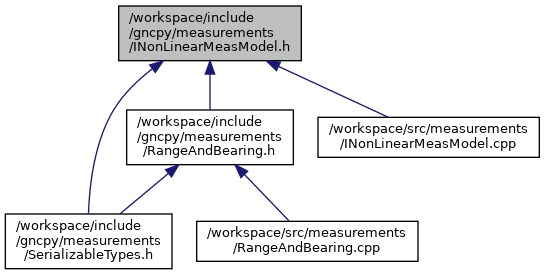 /workspace/include
/gncpy/measurements
/INonLinearMeasModel.h
/workspace/include
/gncpy/measurements
/RangeAndBearing.h
/workspace/src/measurements
/INonLinearMeasModel.cpp
/workspace/include
/gncpy/measurements
/SerializableTypes.h
/workspace/src/measurements
/RangeAndBearing.cpp